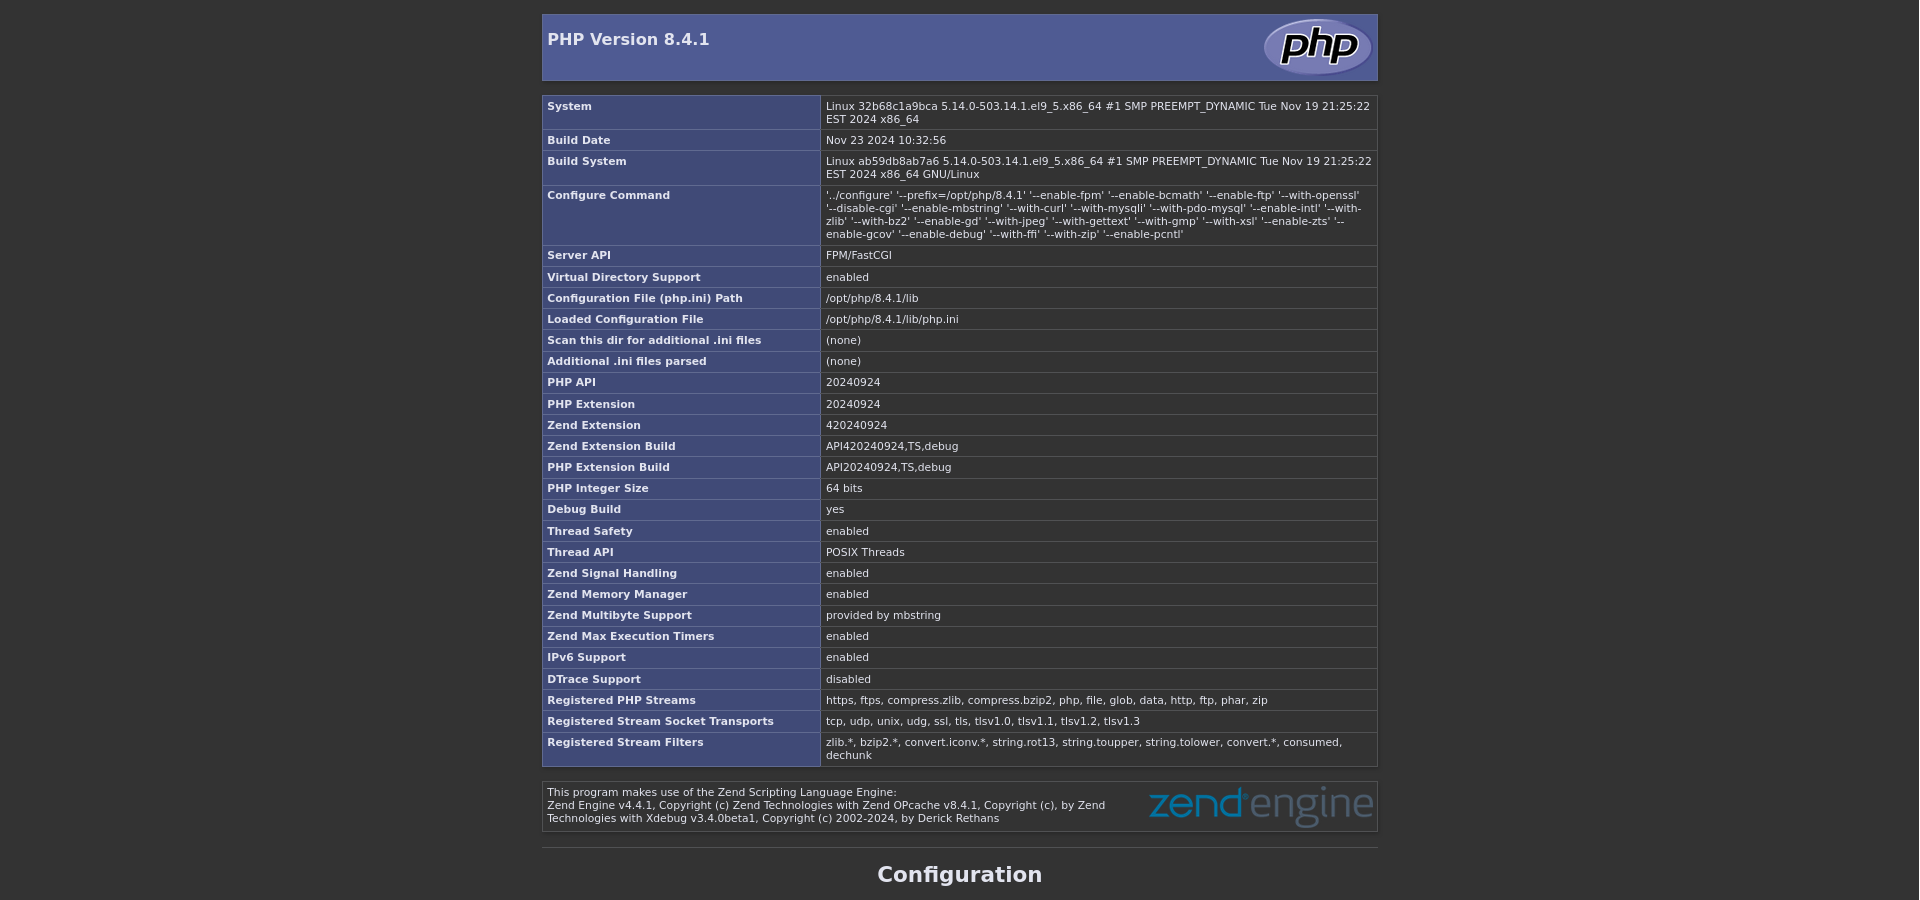 PHP Version 8.4.1
php
System
Linux 32b68c1a9bca 5.14.0-503.14.1.el9_5.x86_64 #1 SMP PREEMPT_DYNAMIC Tue Nov 19 21:25:22
EST 2024 x86_64
Build Date
Nov 23 2024 10:32:56
Build System
Linux ab59db8ab7a6 5.14.0-503.14.1.el9_5.x86_64 #1 SMP PREEMPT_DYNAMIC Tue Nov 19 21:25:22
EST 2024 x86_64 GNU/Linux
Configure Command
'../configure' '--prefix=/opt/php/8.4.1' '--enable-fpm' '--enable-bcmath' '--enable-ftp' '--with-openssl'
'--disable-cgi' '--enable-mbstring' '--with-curl' '--with-mysqli' '--with-pdo-mysql' '--enable-intl' '--with-
zlib' '--with-bz2' '--enable-gd' '--with-jpeg' '--with-gettext' '--with-gmp' '--with-xsl' '--enable-zts' '--
enable-gcov' '--enable-debug' '--with-ffi' '--with-zip' '--enable-pcntl'
Server API
FPM/FastCGI
Virtual Directory Support
enabled
Configuration File (php.ini) Path
/opt/php/8.4.1/lib
Loaded Configuration File
/opt/php/8.4.1/lib/php.ini
Scan this dir for additional .ini files
(none)
Additional .ini files parsed
(none)
PHP API
20240924
PHP Extension
20240924
Zend Extension
420240924
Zend Extension Build
API420240924,TS,debug
PHP Extension Build
API20240924,TS,debug
PHP Integer Size
64 bits
Debug Build
yes
Thread Safety
enabled
Thread API
POSIX Threads
Zend Signal Handling
enabled
Zend Memory Manager
enabled
Zend Multibyte Support
provided by mbstring
Zend Max Execution Timers
enabled
IPv6 Support
enabled
DTrace Support
disabled
Registered PHP Streams
https, ftps, compress.zlib, compress.bzip2, php, file, glob, data, http, ftp, phar, zip
Registered Stream Socket Transports
tcp, udp, unix, udg, ssl, tls, tlsv1.0, tlsv1.1, tlsv1.2, tlsv1.3
Registered Stream Filters
zlib.*, bzip2.*, convert.iconv.*, string.rot13, string.toupper, string.tolower, convert.*, consumed,
dechunk
This program makes use of the Zend Scripting Language Engine:
Zend Engine v4.4.1, Copyright (c) Zend Technologies with Zend OPcache v8.4.1, Copyright (c), by Zend
Technologies with Xdebug v3.4.0beta1, Copyright (c) 2002-2024, by Derick Rethans
zend engine
Configuration